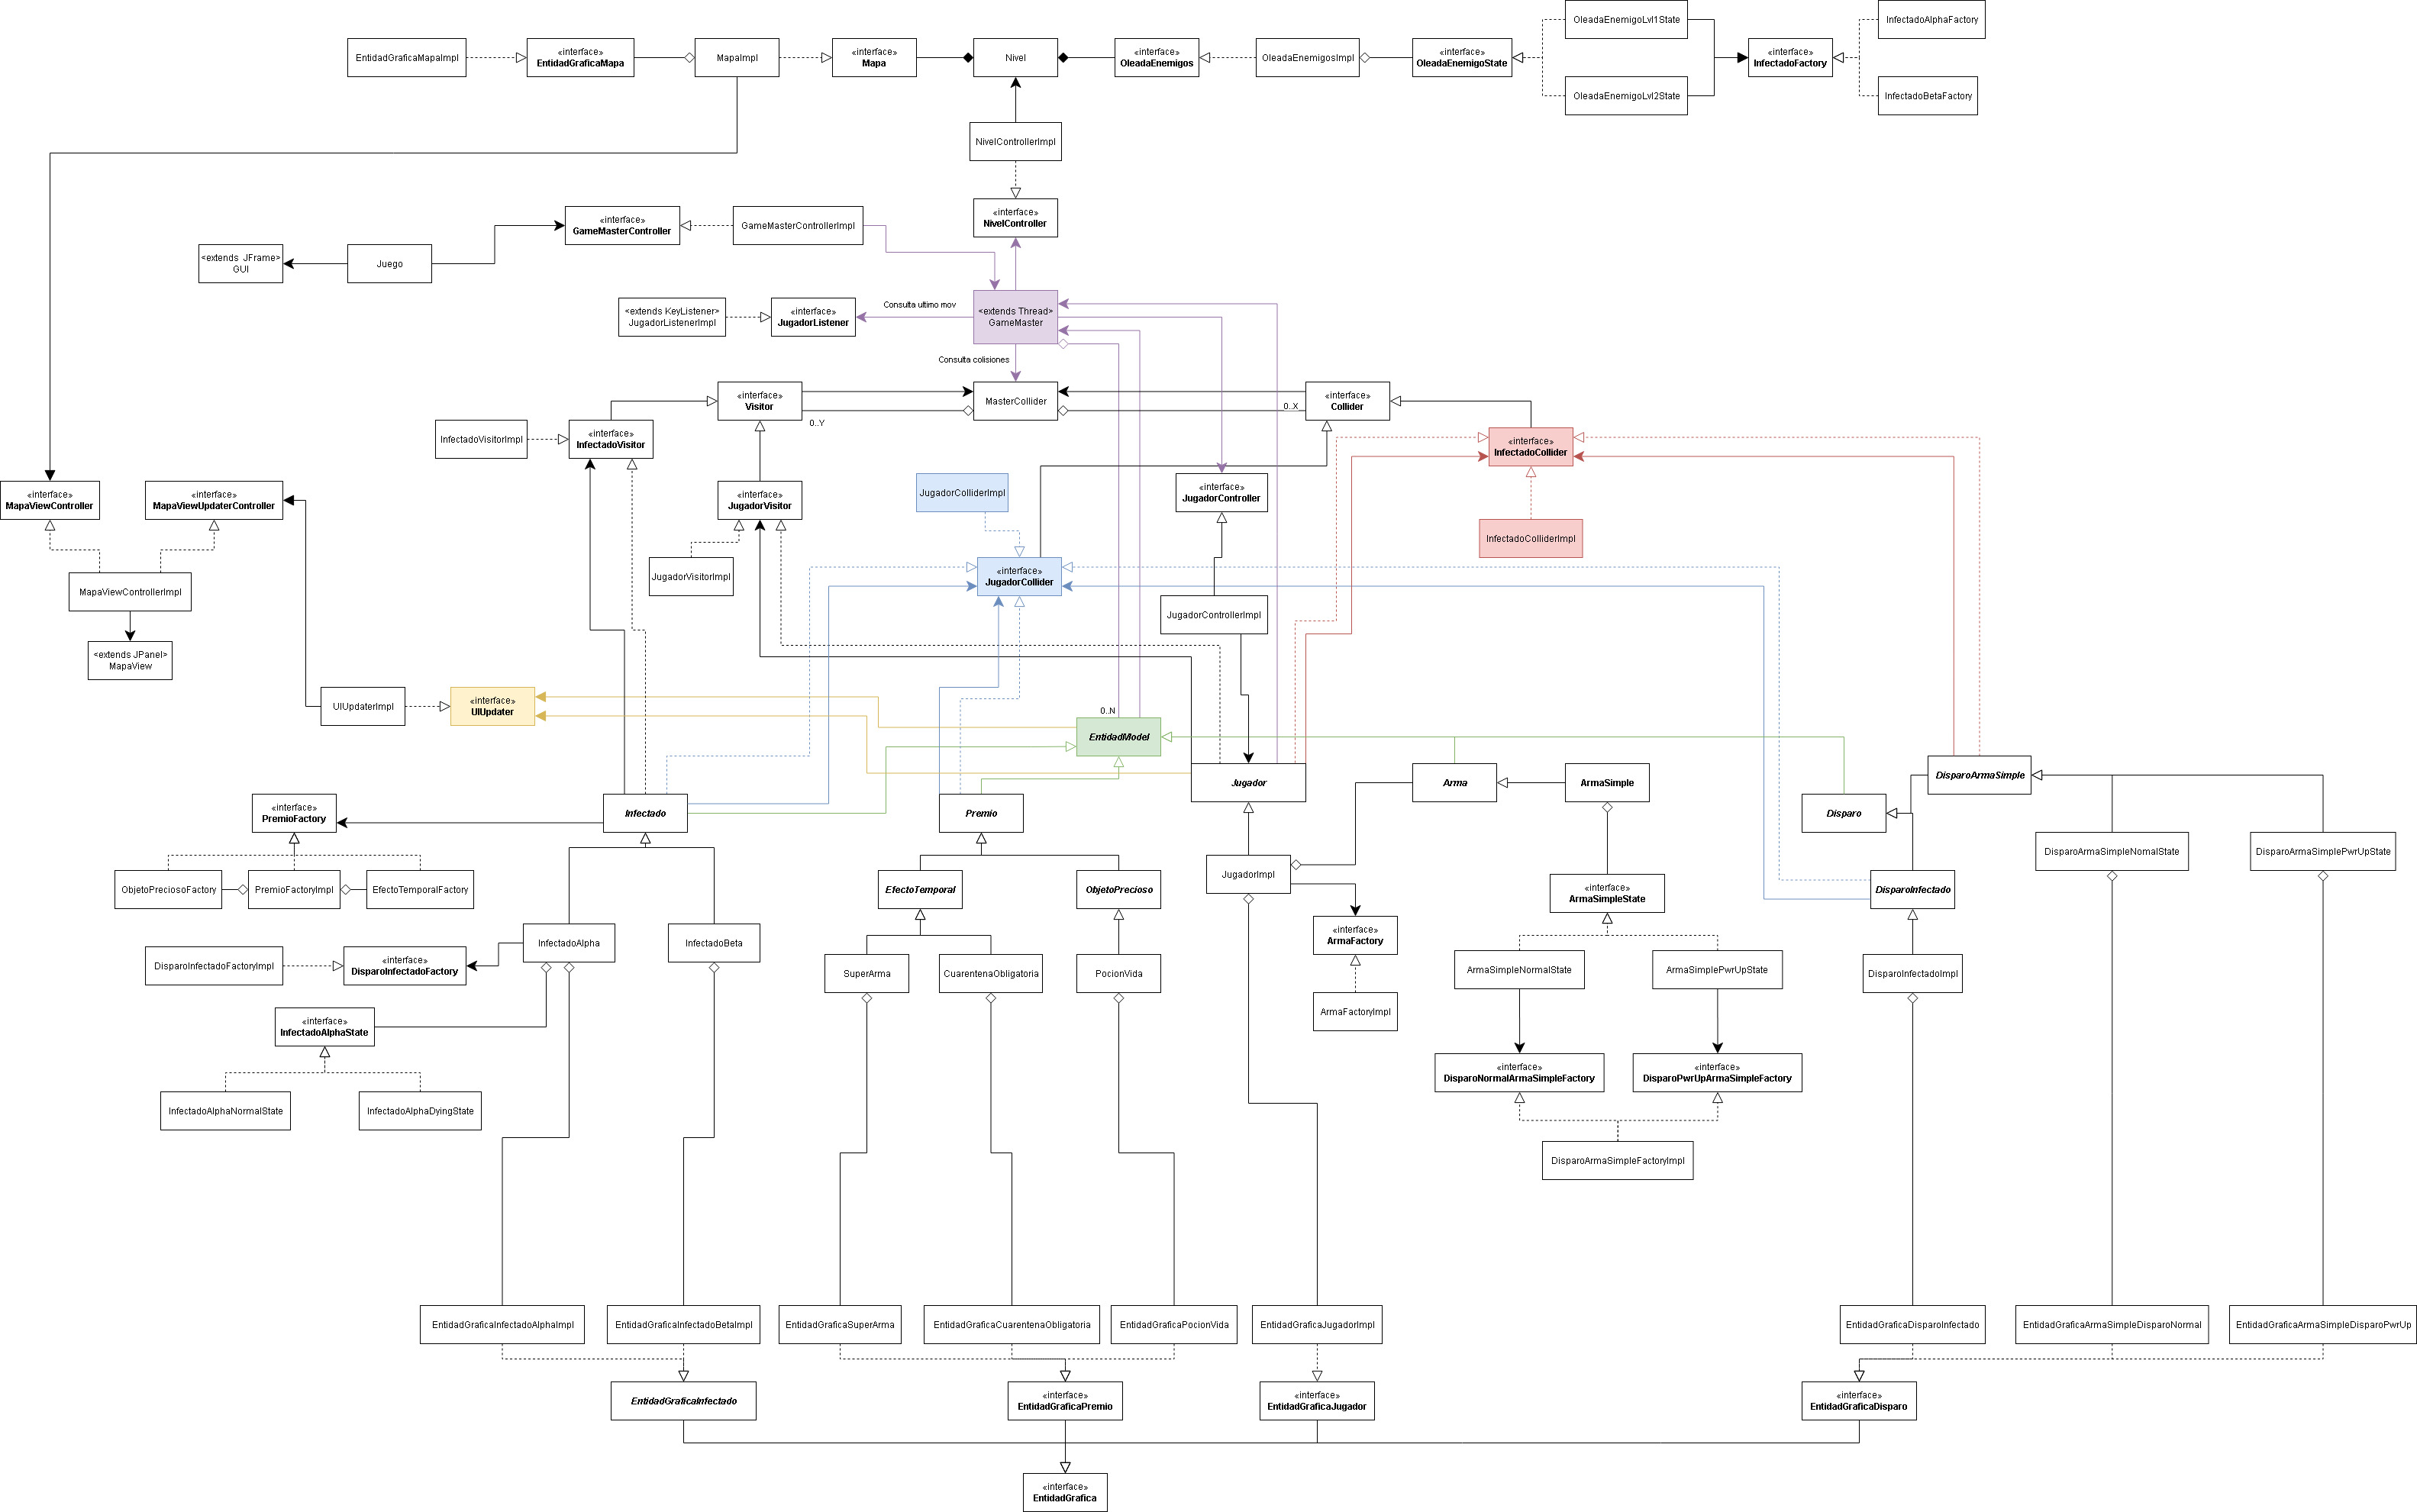 OleadaEnemigoLvl1State
InfectadoAlphaFactory
EntidadGraficaMapaImpl
«interface»
EntidadGraficaMapa
MapaImpl
«interface»
Mapa
Nivel
«interface»
OleadaEnemigos
OleadaEnemigosImpl
«interface»
OleadaEnemigoState
«interface»
InfectadoFactory
OleadaEnemigoLvl2State
InfectadoBetaFactory
NivelControllerImpl
«interface»
NivelController
«interface»
GameMasterController
GameMasterControllerImpl
<extends JFrame>
GUI
Juego
<extends KeyListener>
JugadorListenerImpl
«interface»
JugadorListener
Consulta ultimo mov
<extends Thread>
GameMaster
Consulta colisiones
«interface»
Visitor
MasterCollider
«interface»
Collider
0..X
0..Y
InfectadoVisitorImpl
«interface»
InfectadoVisitor
«interface»
InfectadoCollider
«interface»
MapaViewController
«interface»
MapaViewUpdaterController
«interface»
JugadorVisitor
JugadorColliderImpl
«interface»
JugadorController
InfectadoColliderImpl
JugadorVisitorImpl
«interface»
JugadorCollider
MapaViewControllerImpl
JugadorControllerImpl
<extends JPanel>
MapaView
UIUpdaterImpl
«interface»
UIUpdater
0..N
EntidadModel
Jugador
Arma
ArmaSimple
DisparoArmaSimple
«interface»
PremioFactory
Infectado
Premio
Disparo
DisparoArmaSimpleNomalState
DisparoArmaSimplePwrUpState
ObjetoPreciosoFactory
PremioFactoryImpl
EfectoTemporalFactory
EfectoTemporal
ObjetoPrecioso
JugadorImpl
«interface»
ArmaSimpleState
DisparoInfectado
InfectadoAlpha
InfectadoBeta
«interface»
ArmaFactory
DisparoInfectadoFactoryImpl
«interface»
DisparoInfectadoFactory
SuperArma
CuarentenaObligatoria
PocionVida
ArmaSimpleNormalState
ArmaSimplePwrUpState
DisparoInfectadoImpl
«interface»
InfectadoAlphaState
ArmaFactoryImpl
«interface»
DisparoNormalArmaSimpleFactory
«interface»
DisparoPwrUpArmaSimpleFactory
InfectadoAlphaNormalState
InfectadoAlphaDyingState
DisparoArmaSimpleFactoryImpl
EntidadGraficaInfectadoAlphaImpl
EntidadGraficaInfectadoBetaImpl
EntidadGraficaSuperArma
EntidadGraficaCuarentenaObligatoria
EntidadGraficaPocionVida
EntidadGraficaJugadorImpl
EntidadGraficaDisparoInfectado
EntidadGraficaArmaSimpleDisparoNormal
EntidadGraficaArmaSimpleDisparoPwrUp
EntidadGraficaInfectado
«interface»
EntidadGraficaPremio
«interface»
EntidadGraficaJugador
«interface»
EntidadGraficaDisparo
«interface»
EntidadGrafica